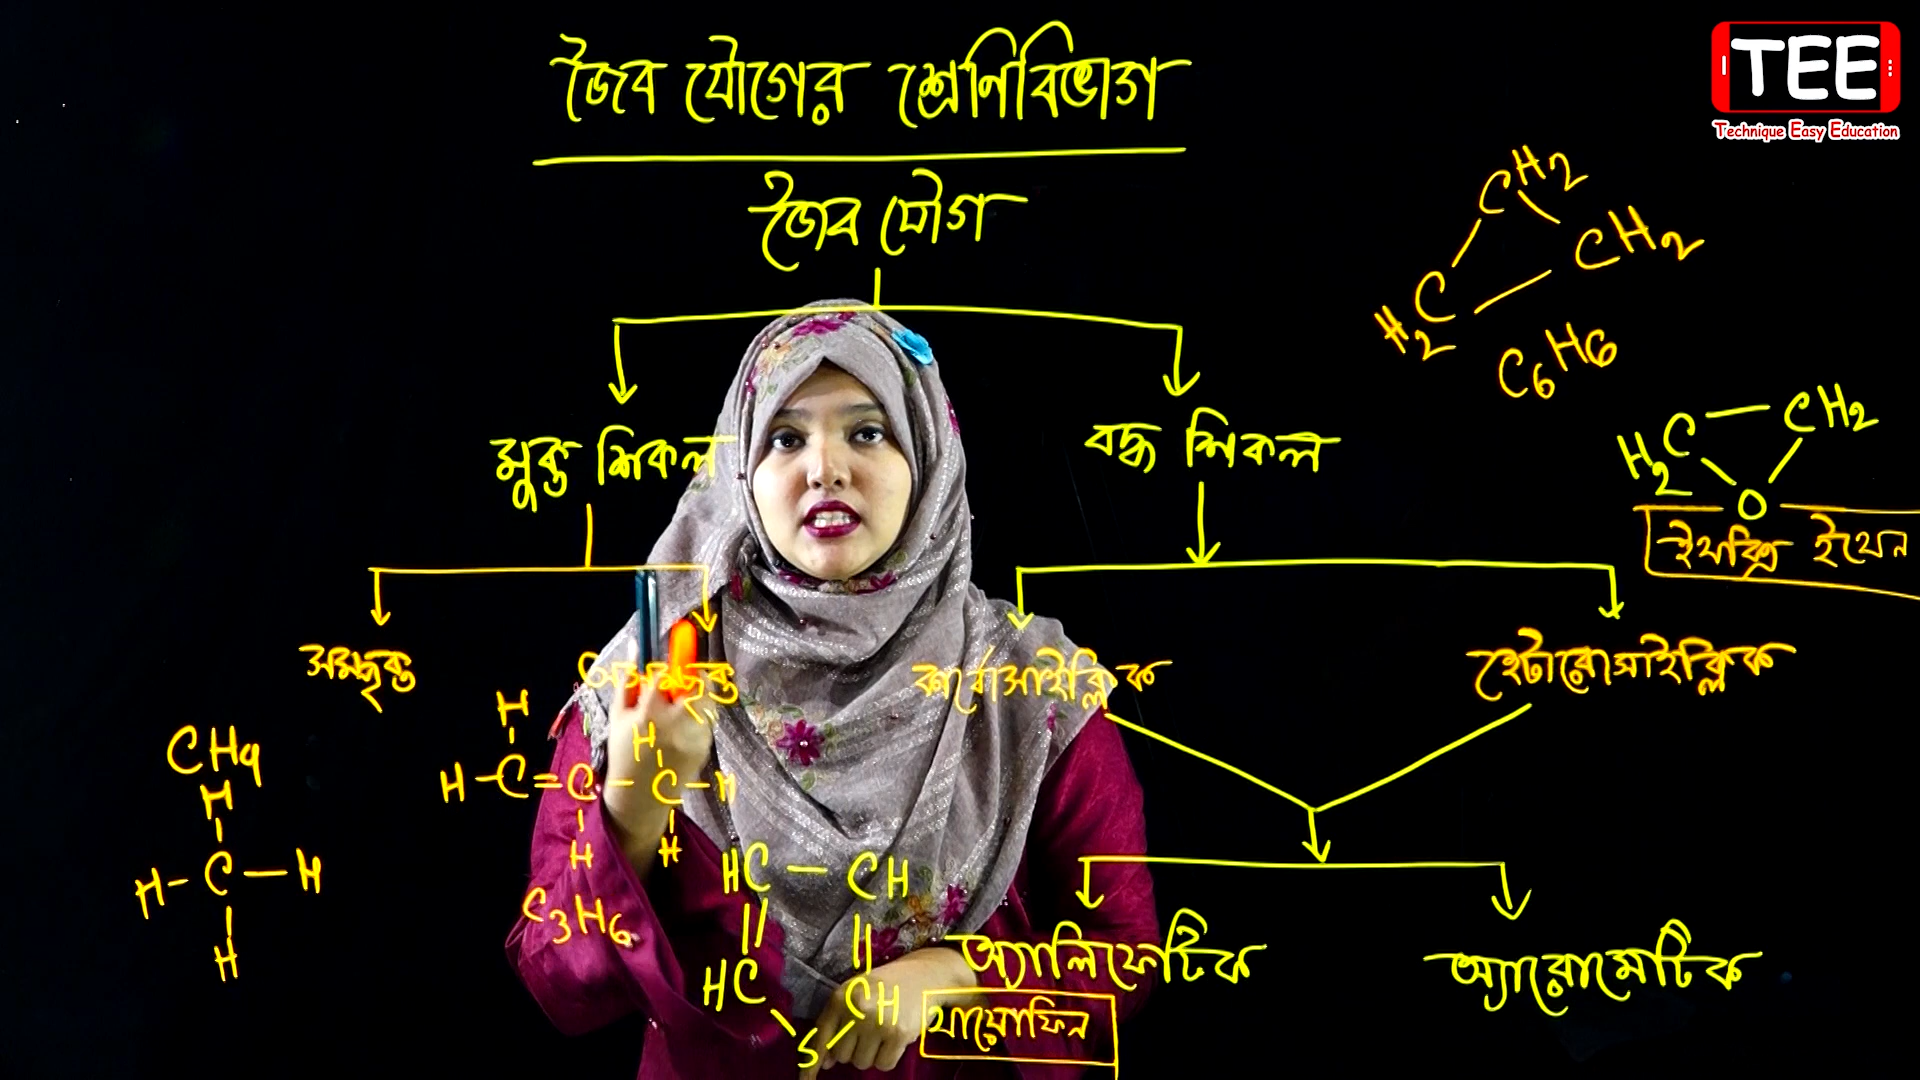 জৈব যৌগের শ্রেণিবিভাগ
TEE
Technique Easy Education
জৈব যৌগ
CH2
CH2
H2C
C6H6
মুক্ত শিকল
বদ্ধ শিকল
H2C — CH2
O
ইথক্সি ইথেন
সম্পৃক্ত
অসম্পৃক্ত
কার্বোসাইক্লিক
হেটারোসাইক্লিক
CH4
H
H–C—H
H
H H
H–C=C–C–H
H H
C3H6
HC — CH
HC CH
S
থায়োফিন
অ্যালিফেটিক
অ্যারোমেটিক